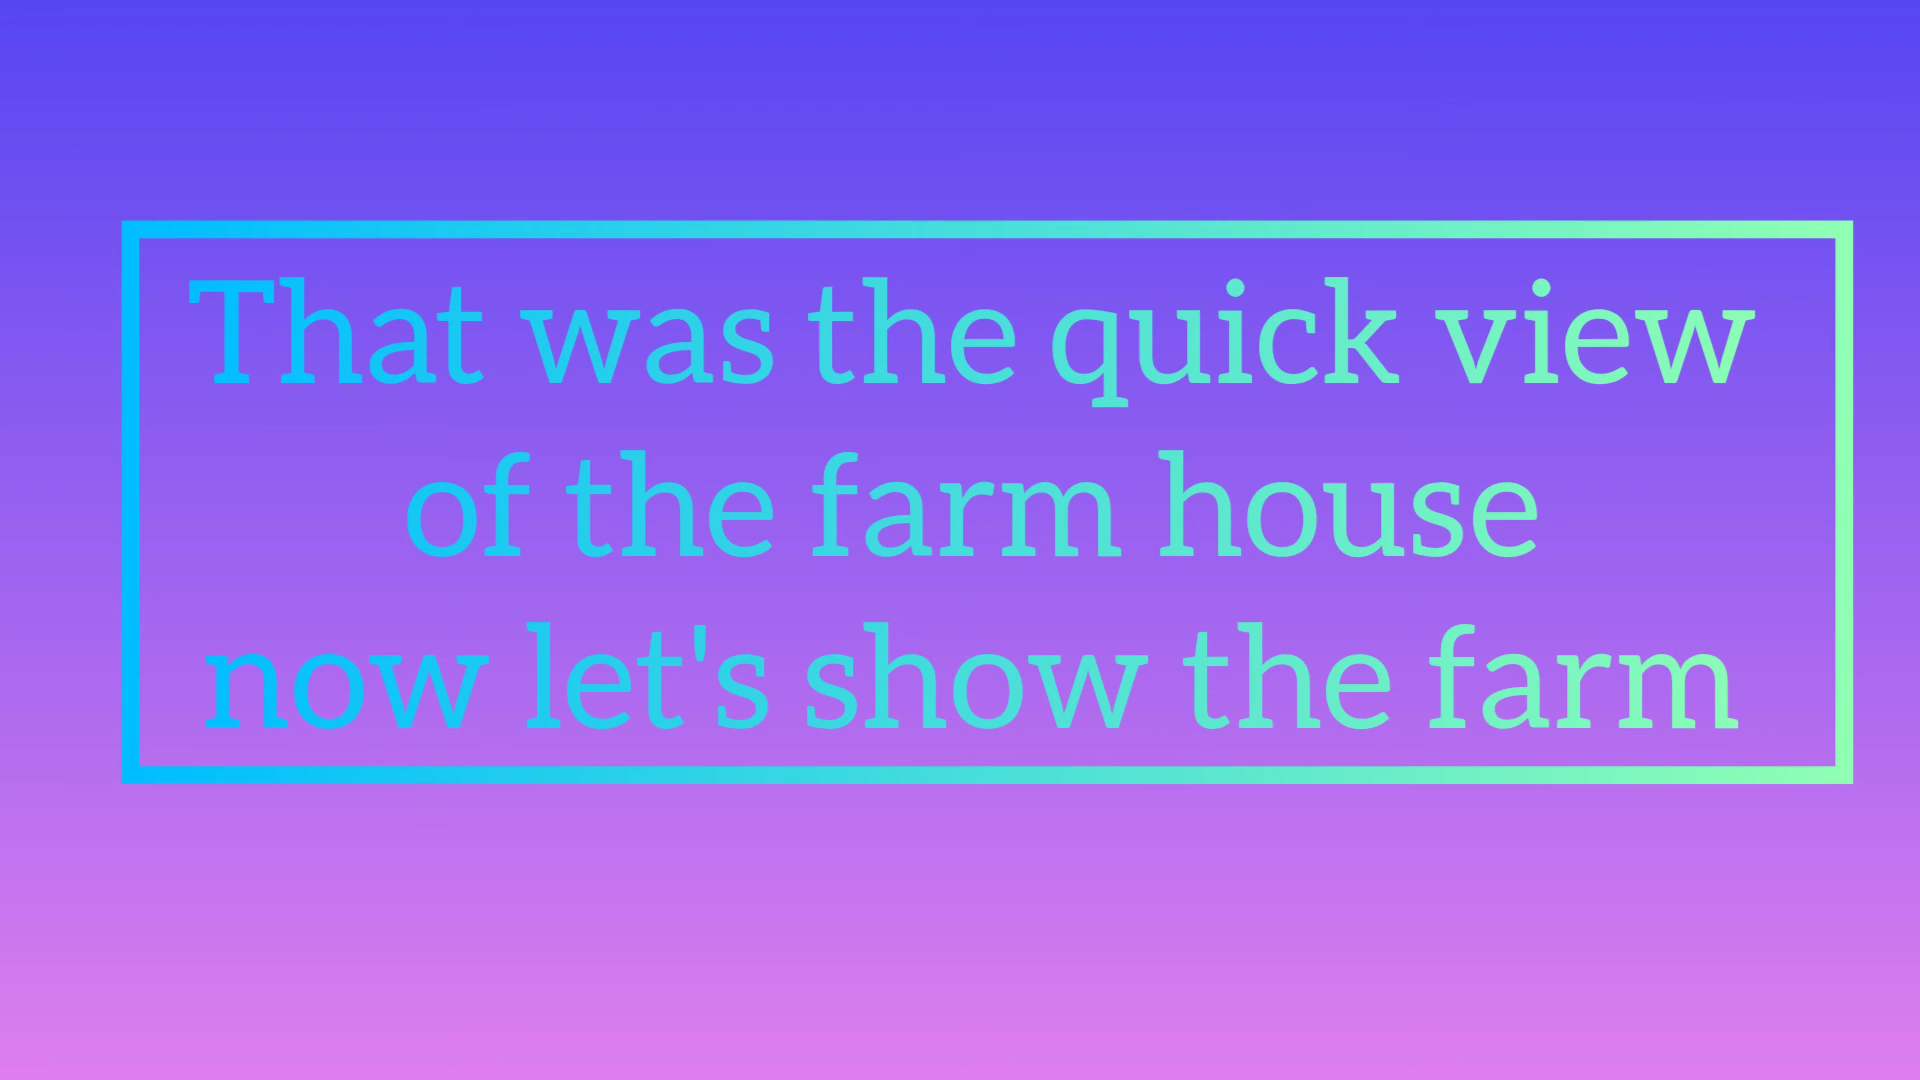 That was the quick view
of the farm house
now let's show the farm